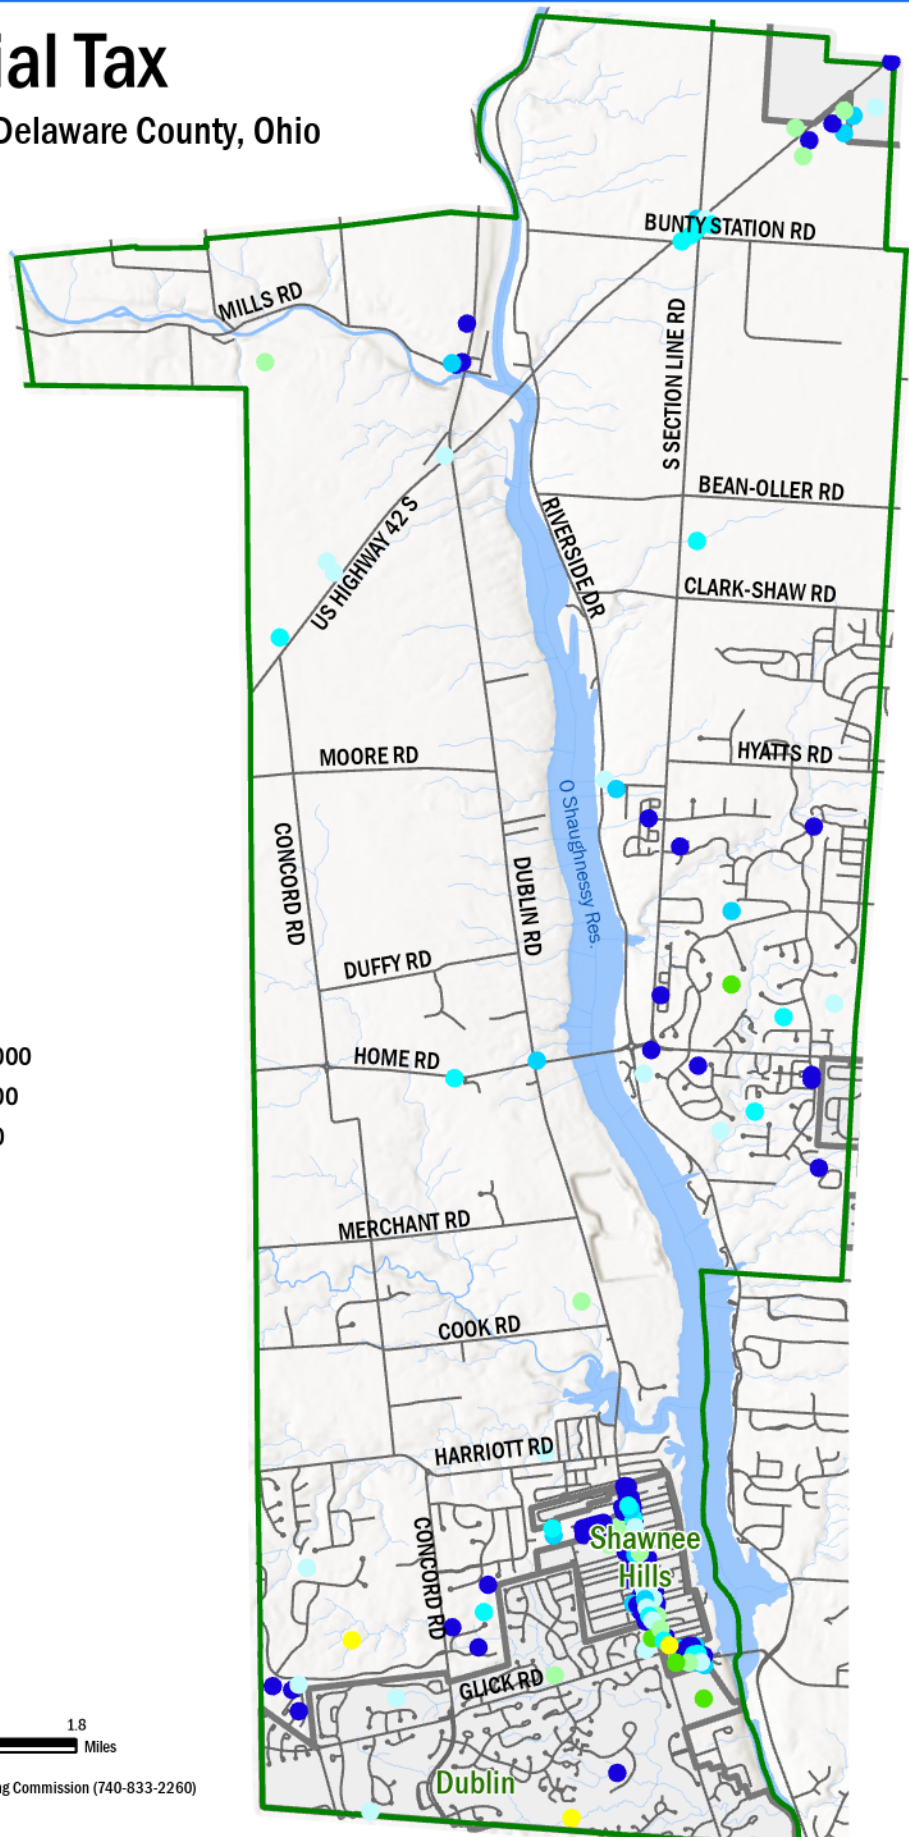 ial Tax
Delaware County, Ohio
BUNTY STATION RD
MILLS RD
S SECTION LINE RD
BEAN-OLLER RD
US HIGHWAY 42 S
RIVERSIDE DR
CLARK-SHAW RD
MOORE RD
HYATTS RD
O Shaughnessy Res.
CONCORD RD
DUBLIN RD
DUFFY RD
000
HOME RD
00
0
MERCHANT RD
COOK RD
HARRIOTT RD
CONCORD RD
Shawnee
Hills
GLICK RD
1.8
Miles
Dublin
ng Commission (740-833-2260)